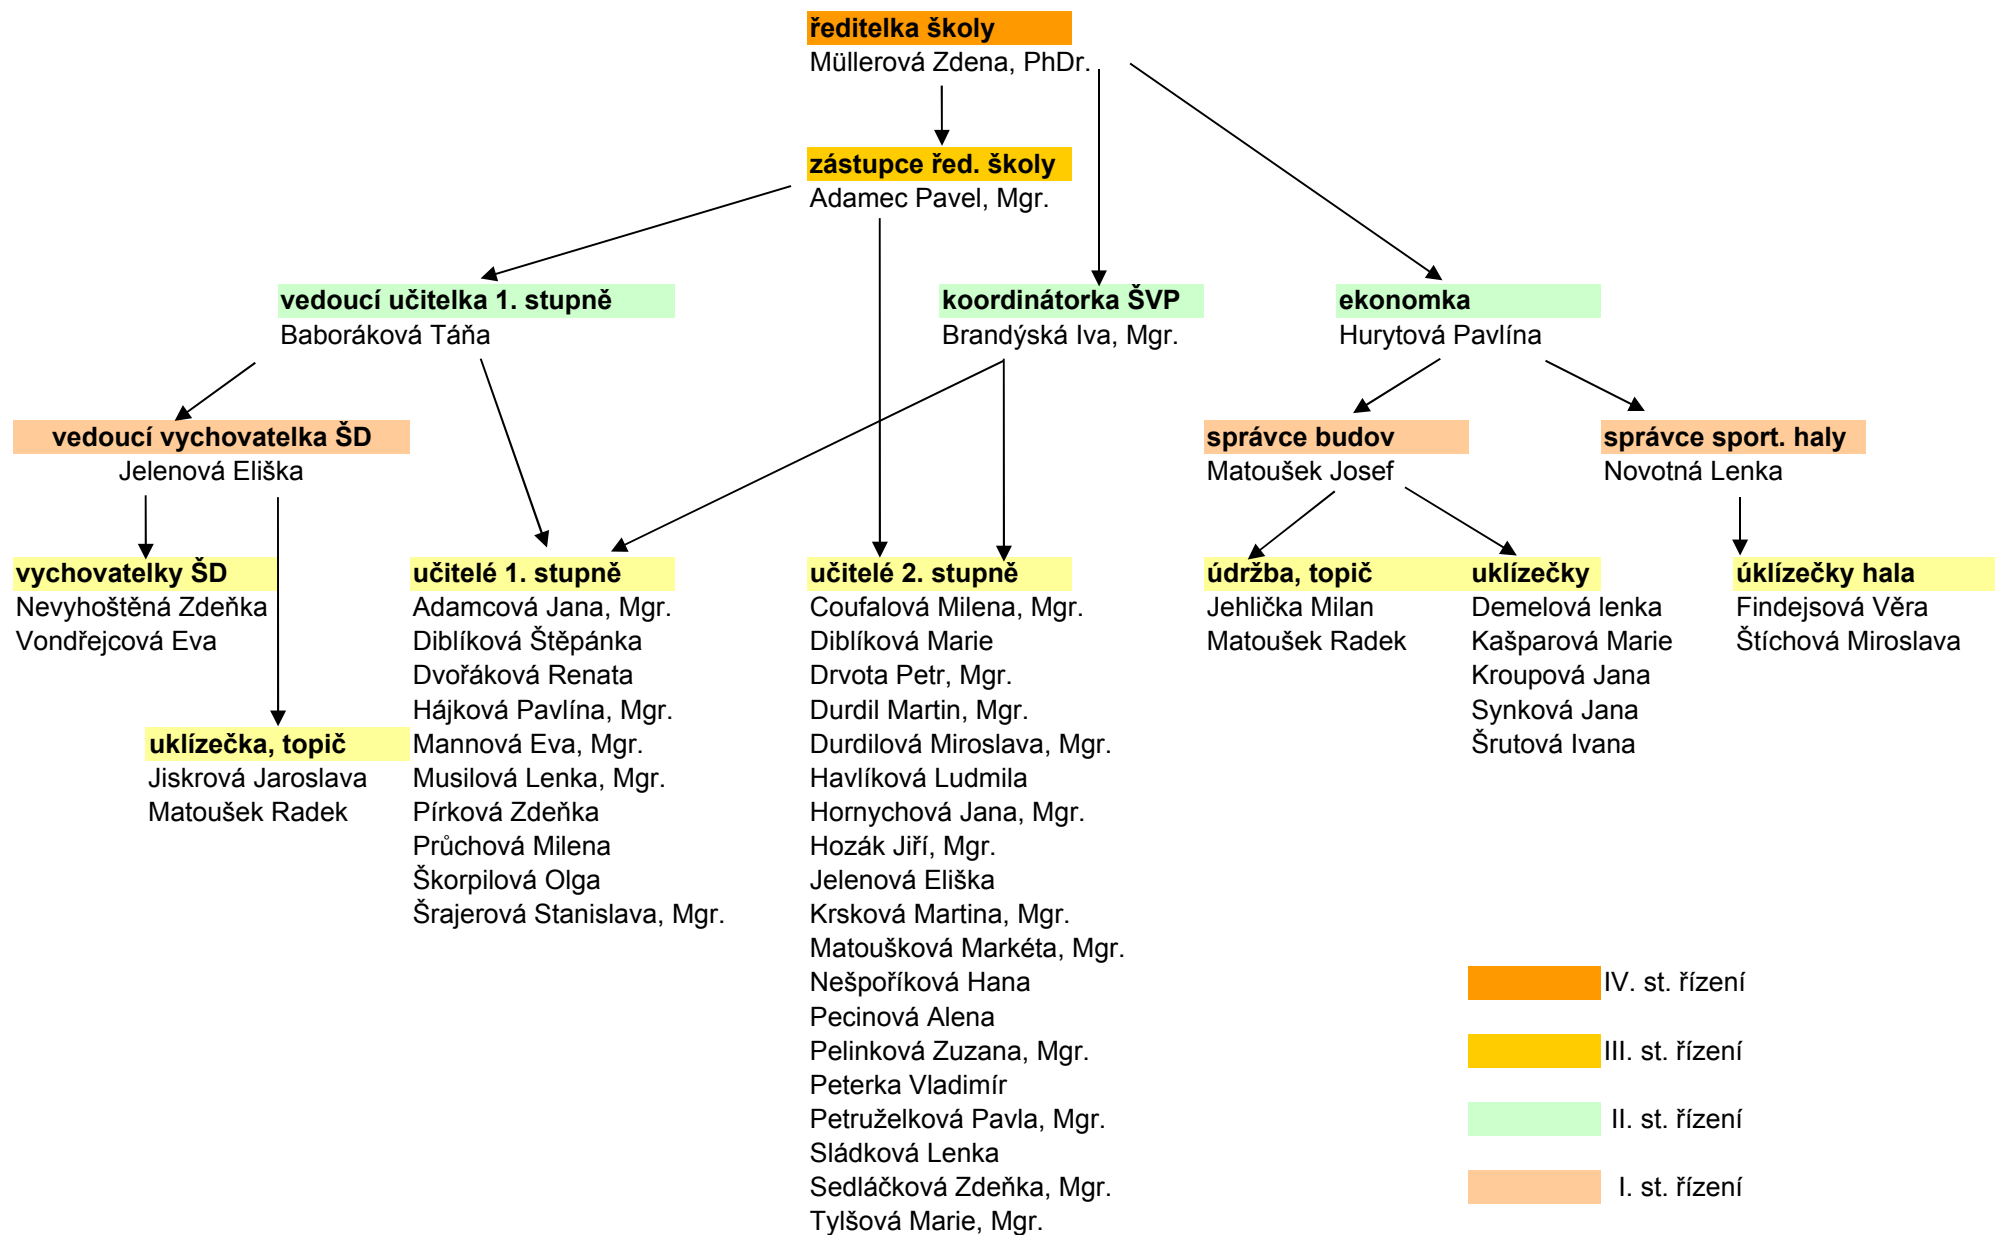 ředitelka školy
Müllerová Zdena, PhDr.
zástupce řed. školy
Adamec Pavel, Mgr.
vedoucí učitelka 1. stupně
Baboráková Táňa
koordinátorka ŠVP
Brandýská Iva, Mgr.
ekonomka
Hurytová Pavlína
vedoucí vychovatelka ŠD
Jelenová Eliška
správce budov
Matoušek Josef
správce sport. haly
Novotná Lenka
vychovatelky ŠD
Nevyhoštěná Zdeňka
Vondřejcová Eva
uklízečka, topič
Jiskrová Jaroslava
Matoušek Radek
učitelé 1. stupně
Adamcová Jana, Mgr.
Diblíková Štěpánka
Dvořáková Renata
Hájková Pavlína, Mgr.
Mannová Eva, Mgr.
Musilová Lenka, Mgr.
Pírková Zdeňka
Průchová Milena
Škorpilová Olga
Šrajerová Stanislava, Mgr.
učitelé 2. stupně
Coufalová Milena, Mgr.
Diblíková Marie
Drvota Petr, Mgr.
Durdil Martin, Mgr.
Durdilová Miroslava, Mgr.
Havlíková Ludmila
Hornychová Jana, Mgr.
Hozák Jiří, Mgr.
Jelenová Eliška
Krsková Martina, Mgr.
Matoušková Markéta, Mgr.
Nešpoříková Hana
Pecinová Alena
Pelinková Zuzana, Mgr.
Peterka Vladimír
Petruželková Pavla, Mgr.
Sládková Lenka
Sedláčková Zdeňka, Mgr.
Tylšová Marie, Mgr.
údržba, topič
Jehlička Milan
Matoušek Radek
uklízečky
Demelová lenka
Kašparová Marie
Kroupová Jana
Synková Jana
Šrutová Ivana
úklízečky hala
Findejsová Věra
Štíchová Miroslava
IV. st. řízení
III. st. řízení
II. st. řízení
I. st. řízení